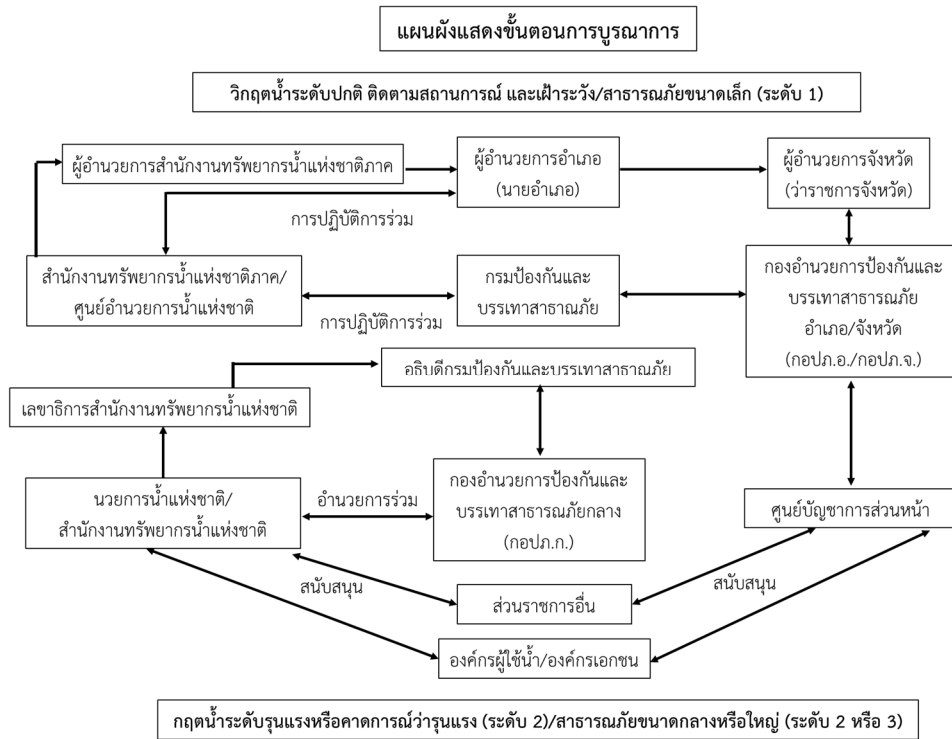 แผนผังแสดงขั้นตอนการบูรณาการ
วิกฤตน้ำระดับปกติ ติดตามสถานการณ์ และเฝ้าระวัง/สาธารณภัยขนาดเล็ก (ระดับ 1)
ผู้อำนวยการสำนักงานทรัพยากรน้ำแห่งชาติภาค
ผู้อำนวยการอำเภอ
(นายอำเภอ)
ผู้อำนวยการจังหวัด
(ว่าราชการจังหวัด)
การปฏิบัติการร่วม
สำนักงานทรัพยากรน้ำแห่งชาติภาค/
ศูนย์อำนวยการน้ำแห่งชาติ
การปฏิบัติการร่วม
กรมป้องกันและ
บรรเทาสาธาณภัย
กองอำนวยการป้องกันและ
บรรเทาสาธารณภัย
อำเภอ/จังหวัด
(กอปภ.อ./กอปภ.จ.)
อธิบดีกรมป้องกันและบรรเทาสาธาณภัย
เลขาธิการสำนักงานทรัพยากรน้ำแห่งชาติ
นวยการน้ำแห่งชาติ/
สำนักงานทรัพยากรน้ำแห่งชาติ
อำนวยการร่วม
กองอำนวยการป้องกันและ
บรรเทาสาธารณภัยกลาง
(กอปภ.ก.)
ศูนย์บัญชาการส่วนหน้า
สนับสนุน
ส่วนราชการอื่น
สนับสนุน
องค์กรผู้ใช้น้ำ/องค์กรเอกชน
กฤตน้ำระดับรุนแรงหรือคาดการณ์ว่ารุนแรง (ระดับ 2)/สาธารณภัยขนาดกลางหรือใหญ่ (ระดับ 2 หรือ 3)